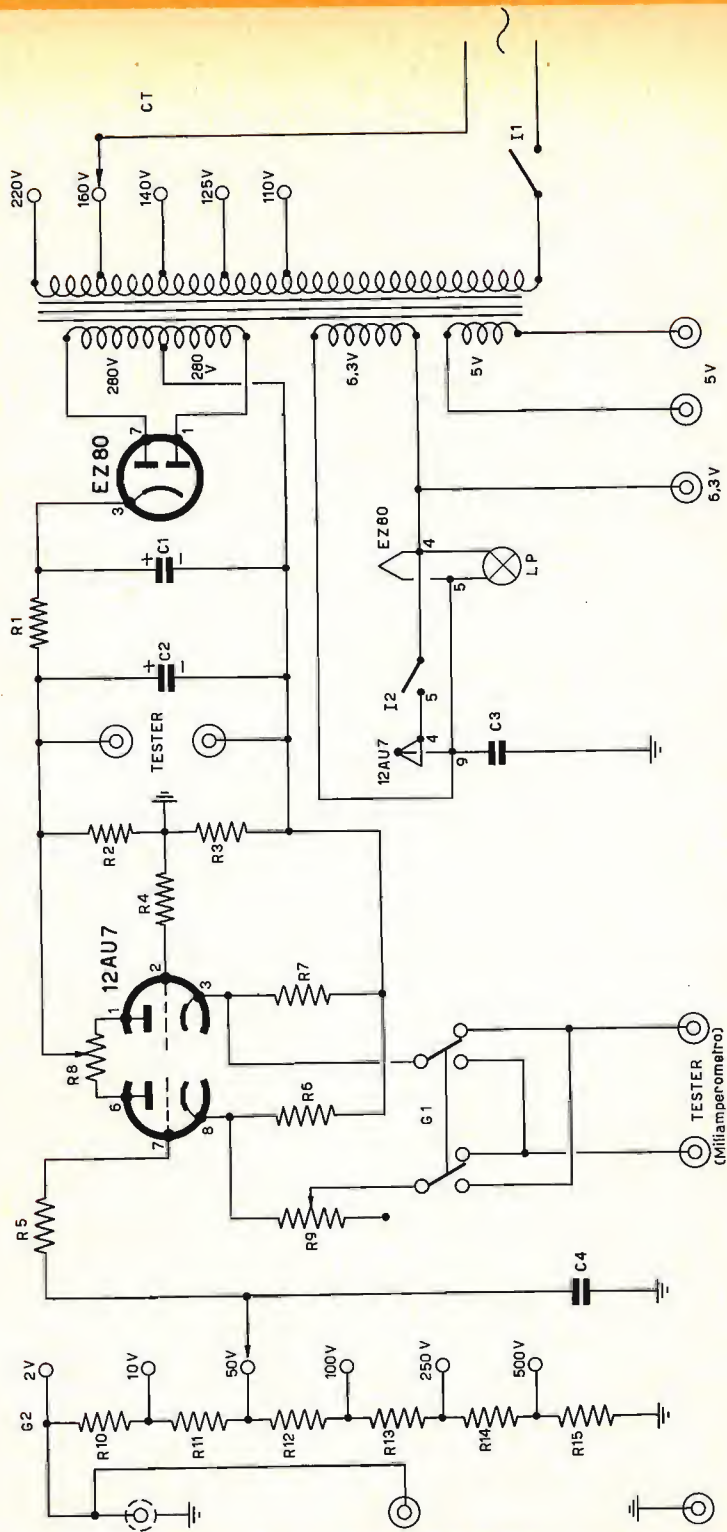 220V
160V
140V
125V
110V
CT
I1
280V
280
V
6,3V
5V
EZ80
7
1
3
R1
C1
+
–
C2
+
–
TESTER
R2
R3
R4
12AU7
1
2
3
6
7
8
R8
R5
R7
R6
R9
G1
TESTER
(Miliamperometro)
EZ80
4
5
LP
I2
5
4
9
12AU7
C3
6,3V
5V
C4
G2
2V
10V
50V
100V
250V
500V
R10
R11
R12
R13
R14
R15